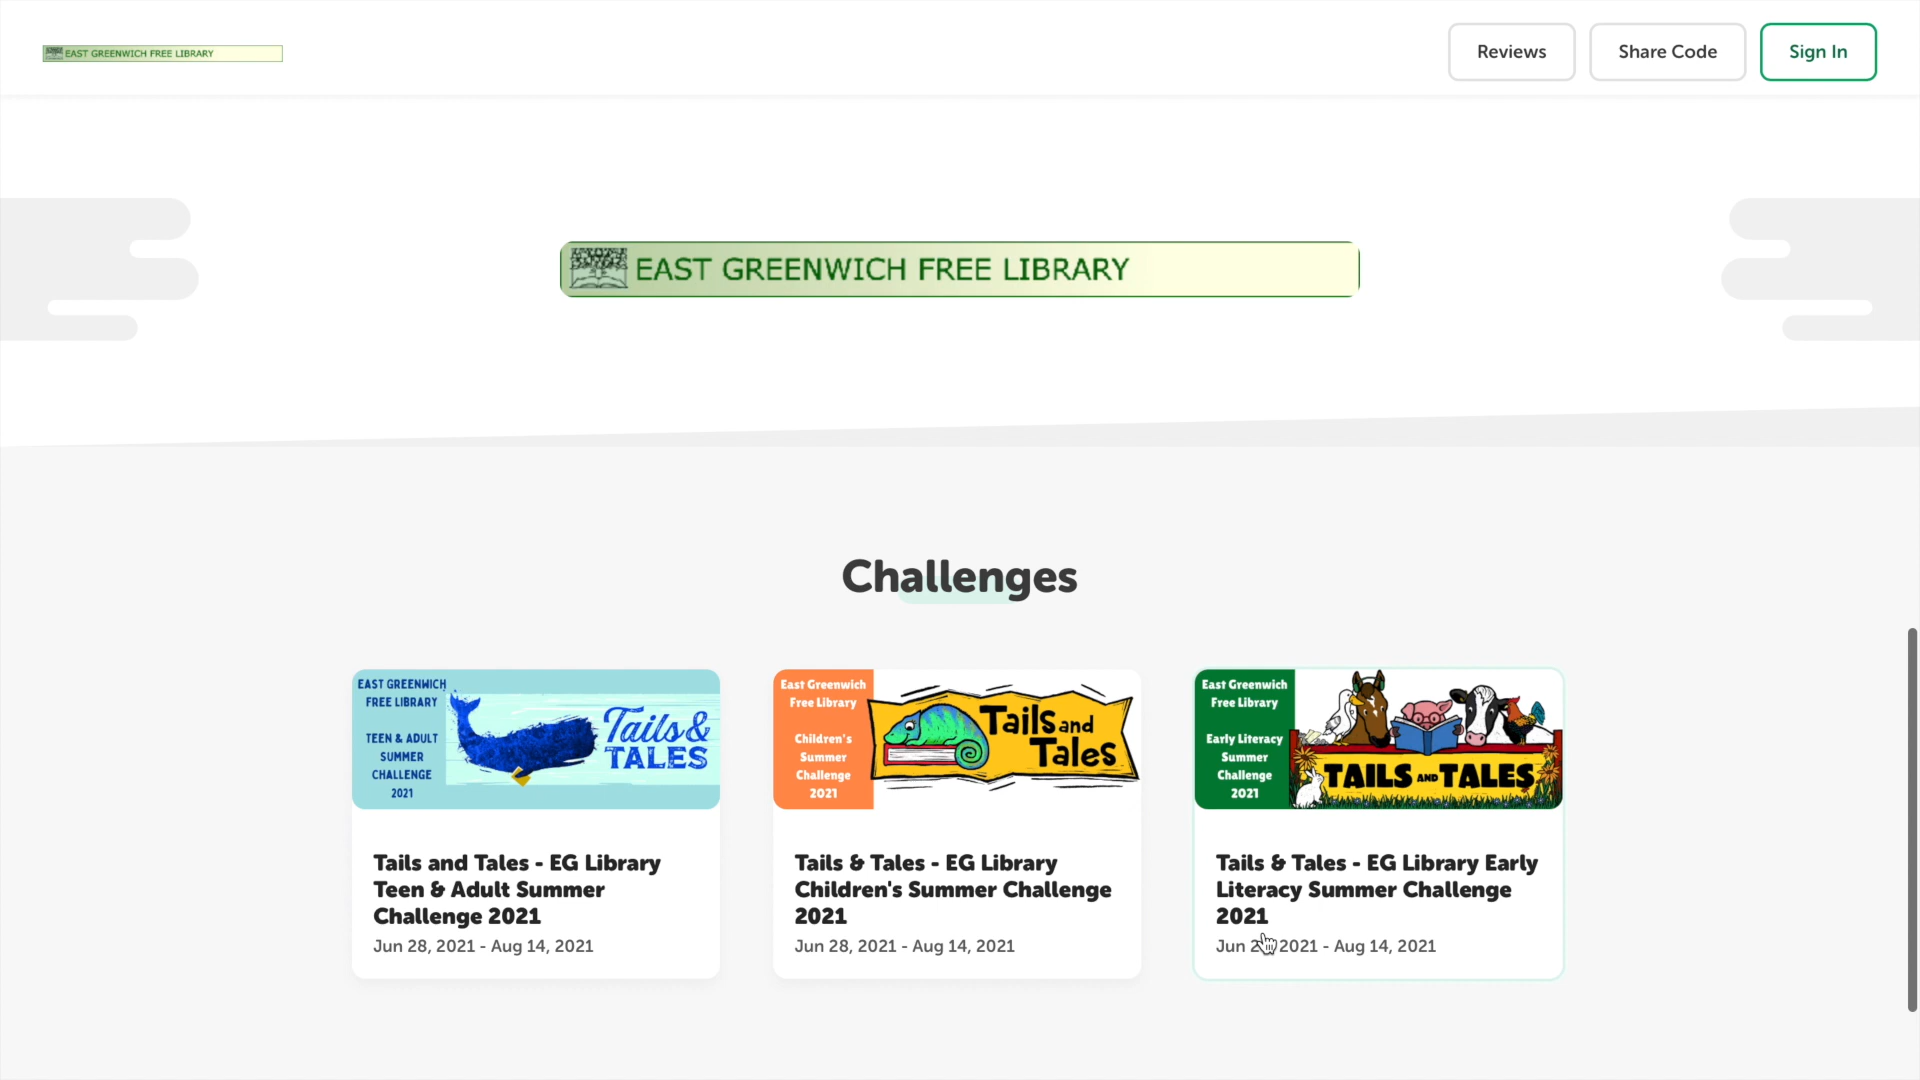 EAST GREENWICH FREE LIBRARY
Reviews
Share Code
Sign In
EAST GREENWICH FREE LIBRARY
Challenges
EAST GREENWICH
FREE LIBRARY
TEEN & ADULT
SUMMER
CHALLENGE
2021
Tails &
TALES
Tails and Tales - EG Library
Teen & Adult Summer
Challenge 2021
Jun 28, 2021 - Aug 14, 2021
East Greenwich
Free Library
Children's
Summer
Challenge
2021
Tails and
Tales
Tails & Tales - EG Library
Children's Summer Challenge
2021
Jun 28, 2021 - Aug 14, 2021
East Greenwich
Free Library
Early Literacy
Summer
Challenge
2021
TAILS AND TALES
Tails & Tales - EG Library Early
Literacy Summer Challenge
2021
Jun 2 2021 - Aug 14, 2021